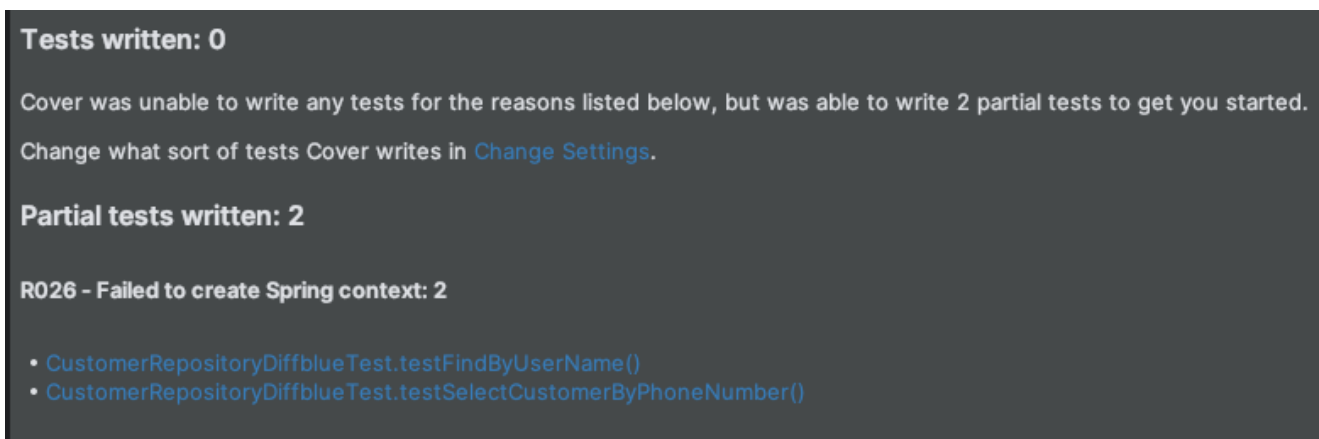 Tests written: 0
Cover was unable to write any tests for the reasons listed below, but was able to write 2 partial tests to get you started.
Change what sort of tests Cover writes in Change Settings.
Partial tests written: 2
R026 - Failed to create Spring context: 2
• CustomerRepositoryDiffblueTest.testFindByUserName()
• CustomerRepositoryDiffblueTest.testSelectCustomerByPhoneNumber()